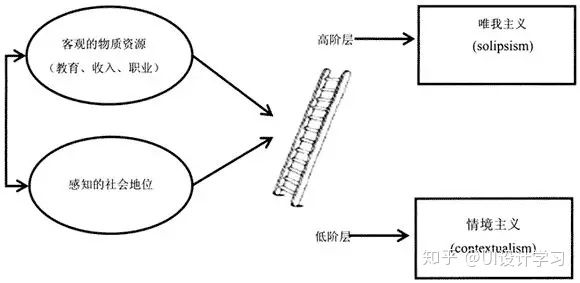 客观的物质资源
（教育、收入、职业）
感知的社会地位
高阶层
唯我主义
(solipsism)
低阶层
情境主义
(contextualism)
知乎 @UI设计学习